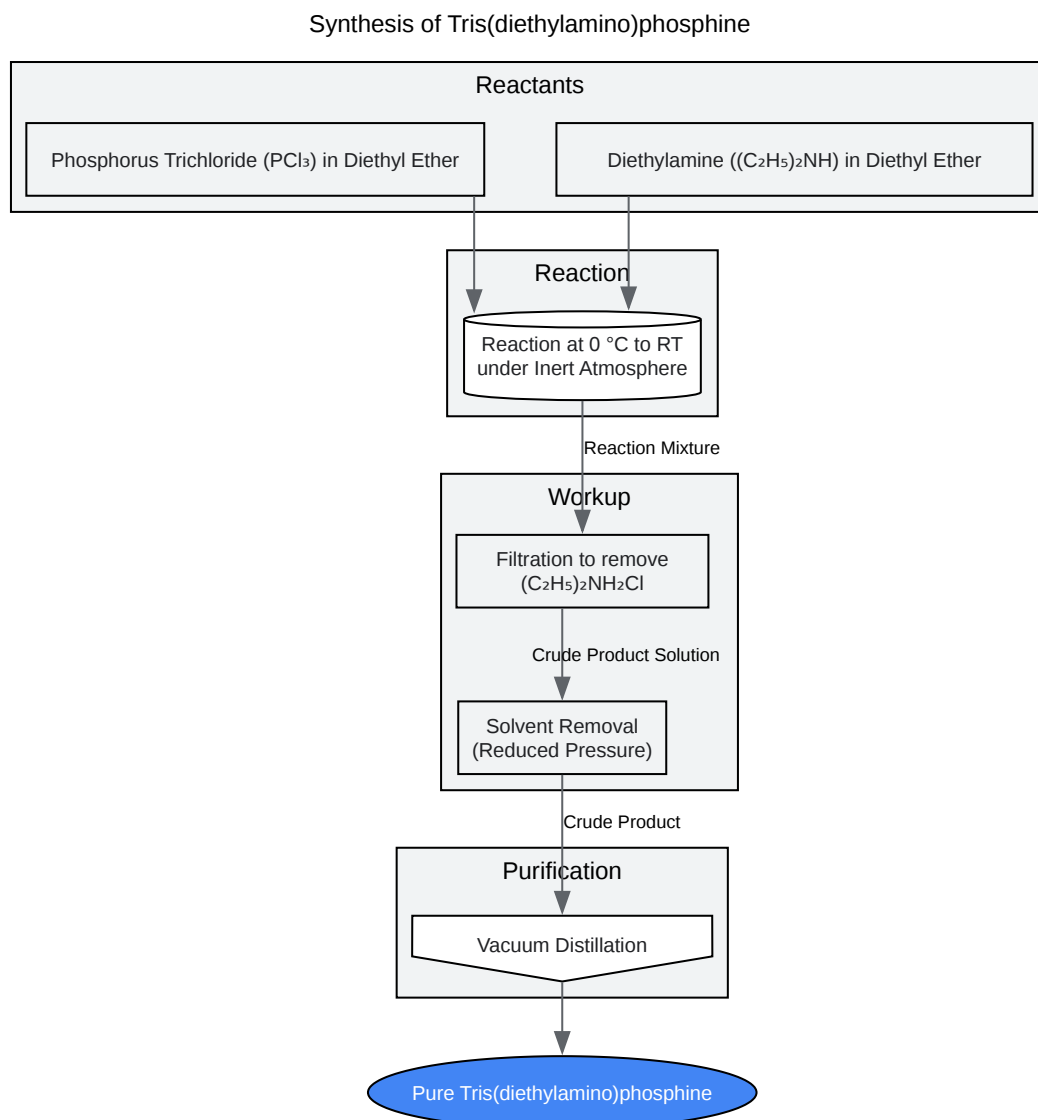 Synthesis of Tris(diethylamino)phosphine
Reactants
Phosphorus Trichloride (PCl₃) in Diethyl Ether
Diethylamine ((C₂H₅)₂NH) in Diethyl Ether
Reaction
Reaction at 0 °C to RT
under Inert Atmosphere
Reaction Mixture
Workup
Filtration to remove
(C₂H₅)₂NH₂Cl
Crude Product Solution
Solvent Removal
(Reduced Pressure)
Crude Product
Purification
Vacuum Distillation
Pure Tris(diethylamino)phosphine